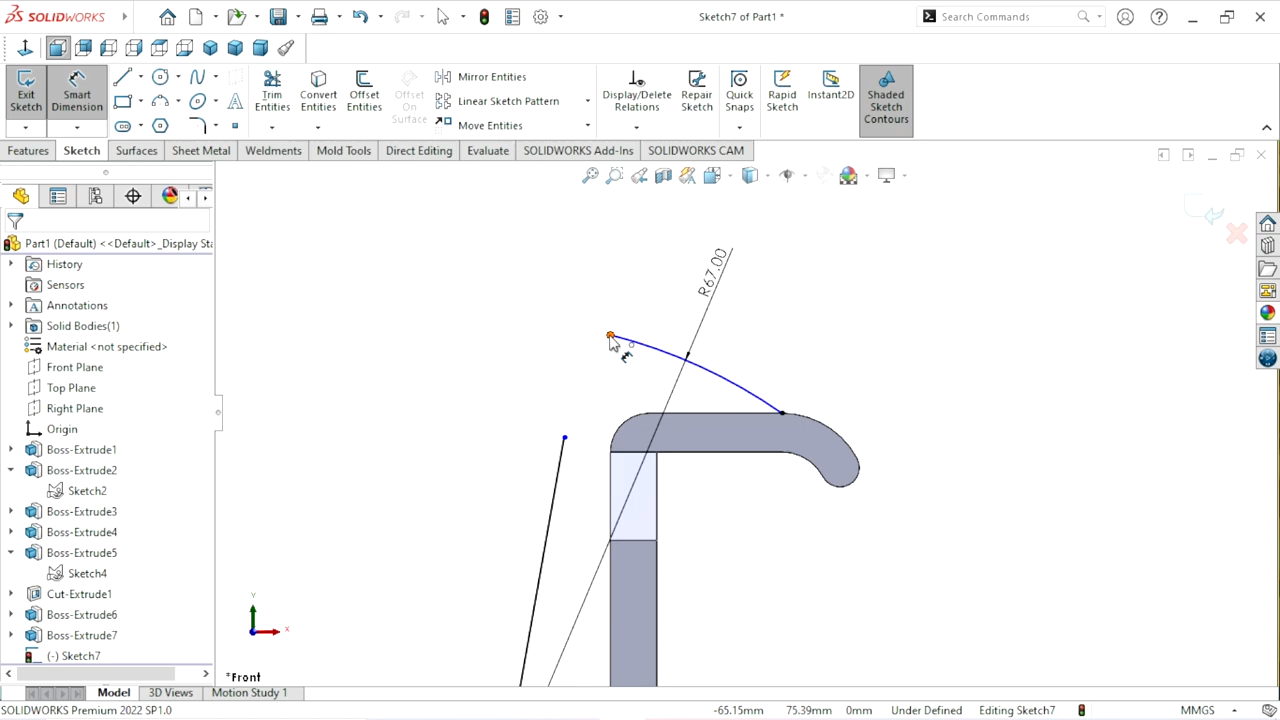 SOLIDWORKS
Sketch7 of Part1 *
Search Commands
Exit Sketch
Smart Dimension
Trim Entities
Convert Entities
Offset Entities
Offset On Surface
Mirror Entities
Linear Sketch Pattern
Move Entities
Display/Delete Relations
Repair Sketch
Quick Snaps
Rapid Sketch
Instant2D
Shaded Sketch Contours
Features
Sketch
Surfaces
Sheet Metal
Weldments
Mold Tools
Direct Editing
Evaluate
SOLIDWORKS Add-Ins
SOLIDWORKS CAM
Part1 (Default) <<Default>_Display Sta
History
Sensors
Annotations
Solid Bodies(1)
Material <not specified>
Front Plane
Top Plane
Right Plane
Origin
Boss-Extrude1
Boss-Extrude2
Sketch2
Boss-Extrude3
Boss-Extrude4
Boss-Extrude5
Sketch4
Cut-Extrude1
Boss-Extrude6
Boss-Extrude7
(-) Sketch7
R67.00
Y
X
*Front
Model
3D Views
Motion Study 1
SOLIDWORKS Premium 2022 SP1.0
-65.15mm
75.39mm
0mm
Under Defined
Editing Sketch7
MMGS